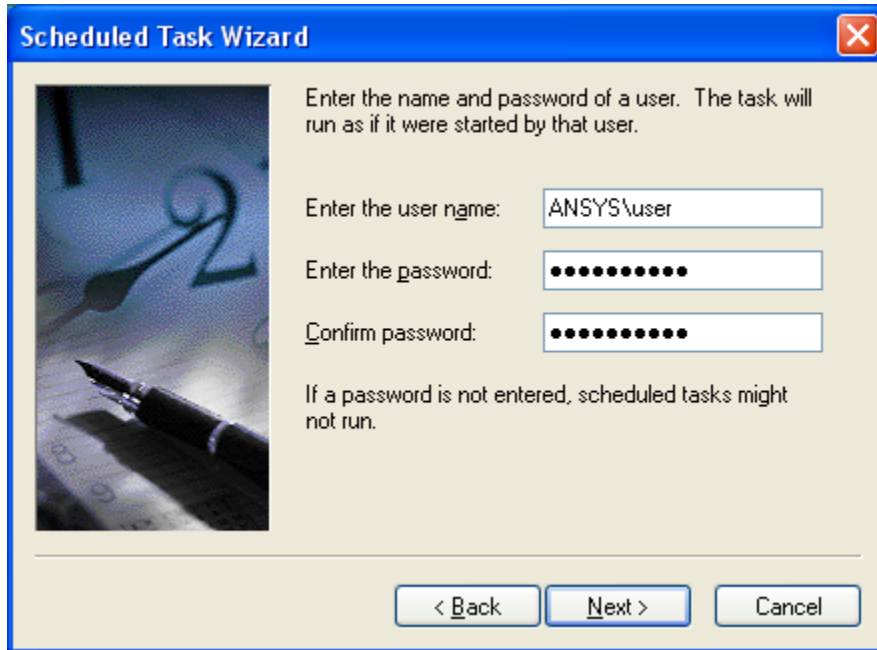 Scheduled Task Wizard
Enter the name and password of a user. The task will
run as if it were started by that user.
Enter the user name: ANSYS\user
Enter the password: ●●●●●●●●●●
Confirm password: ●●●●●●●●●●
If a password is not entered, scheduled tasks might
not run.
< Back Next > Cancel